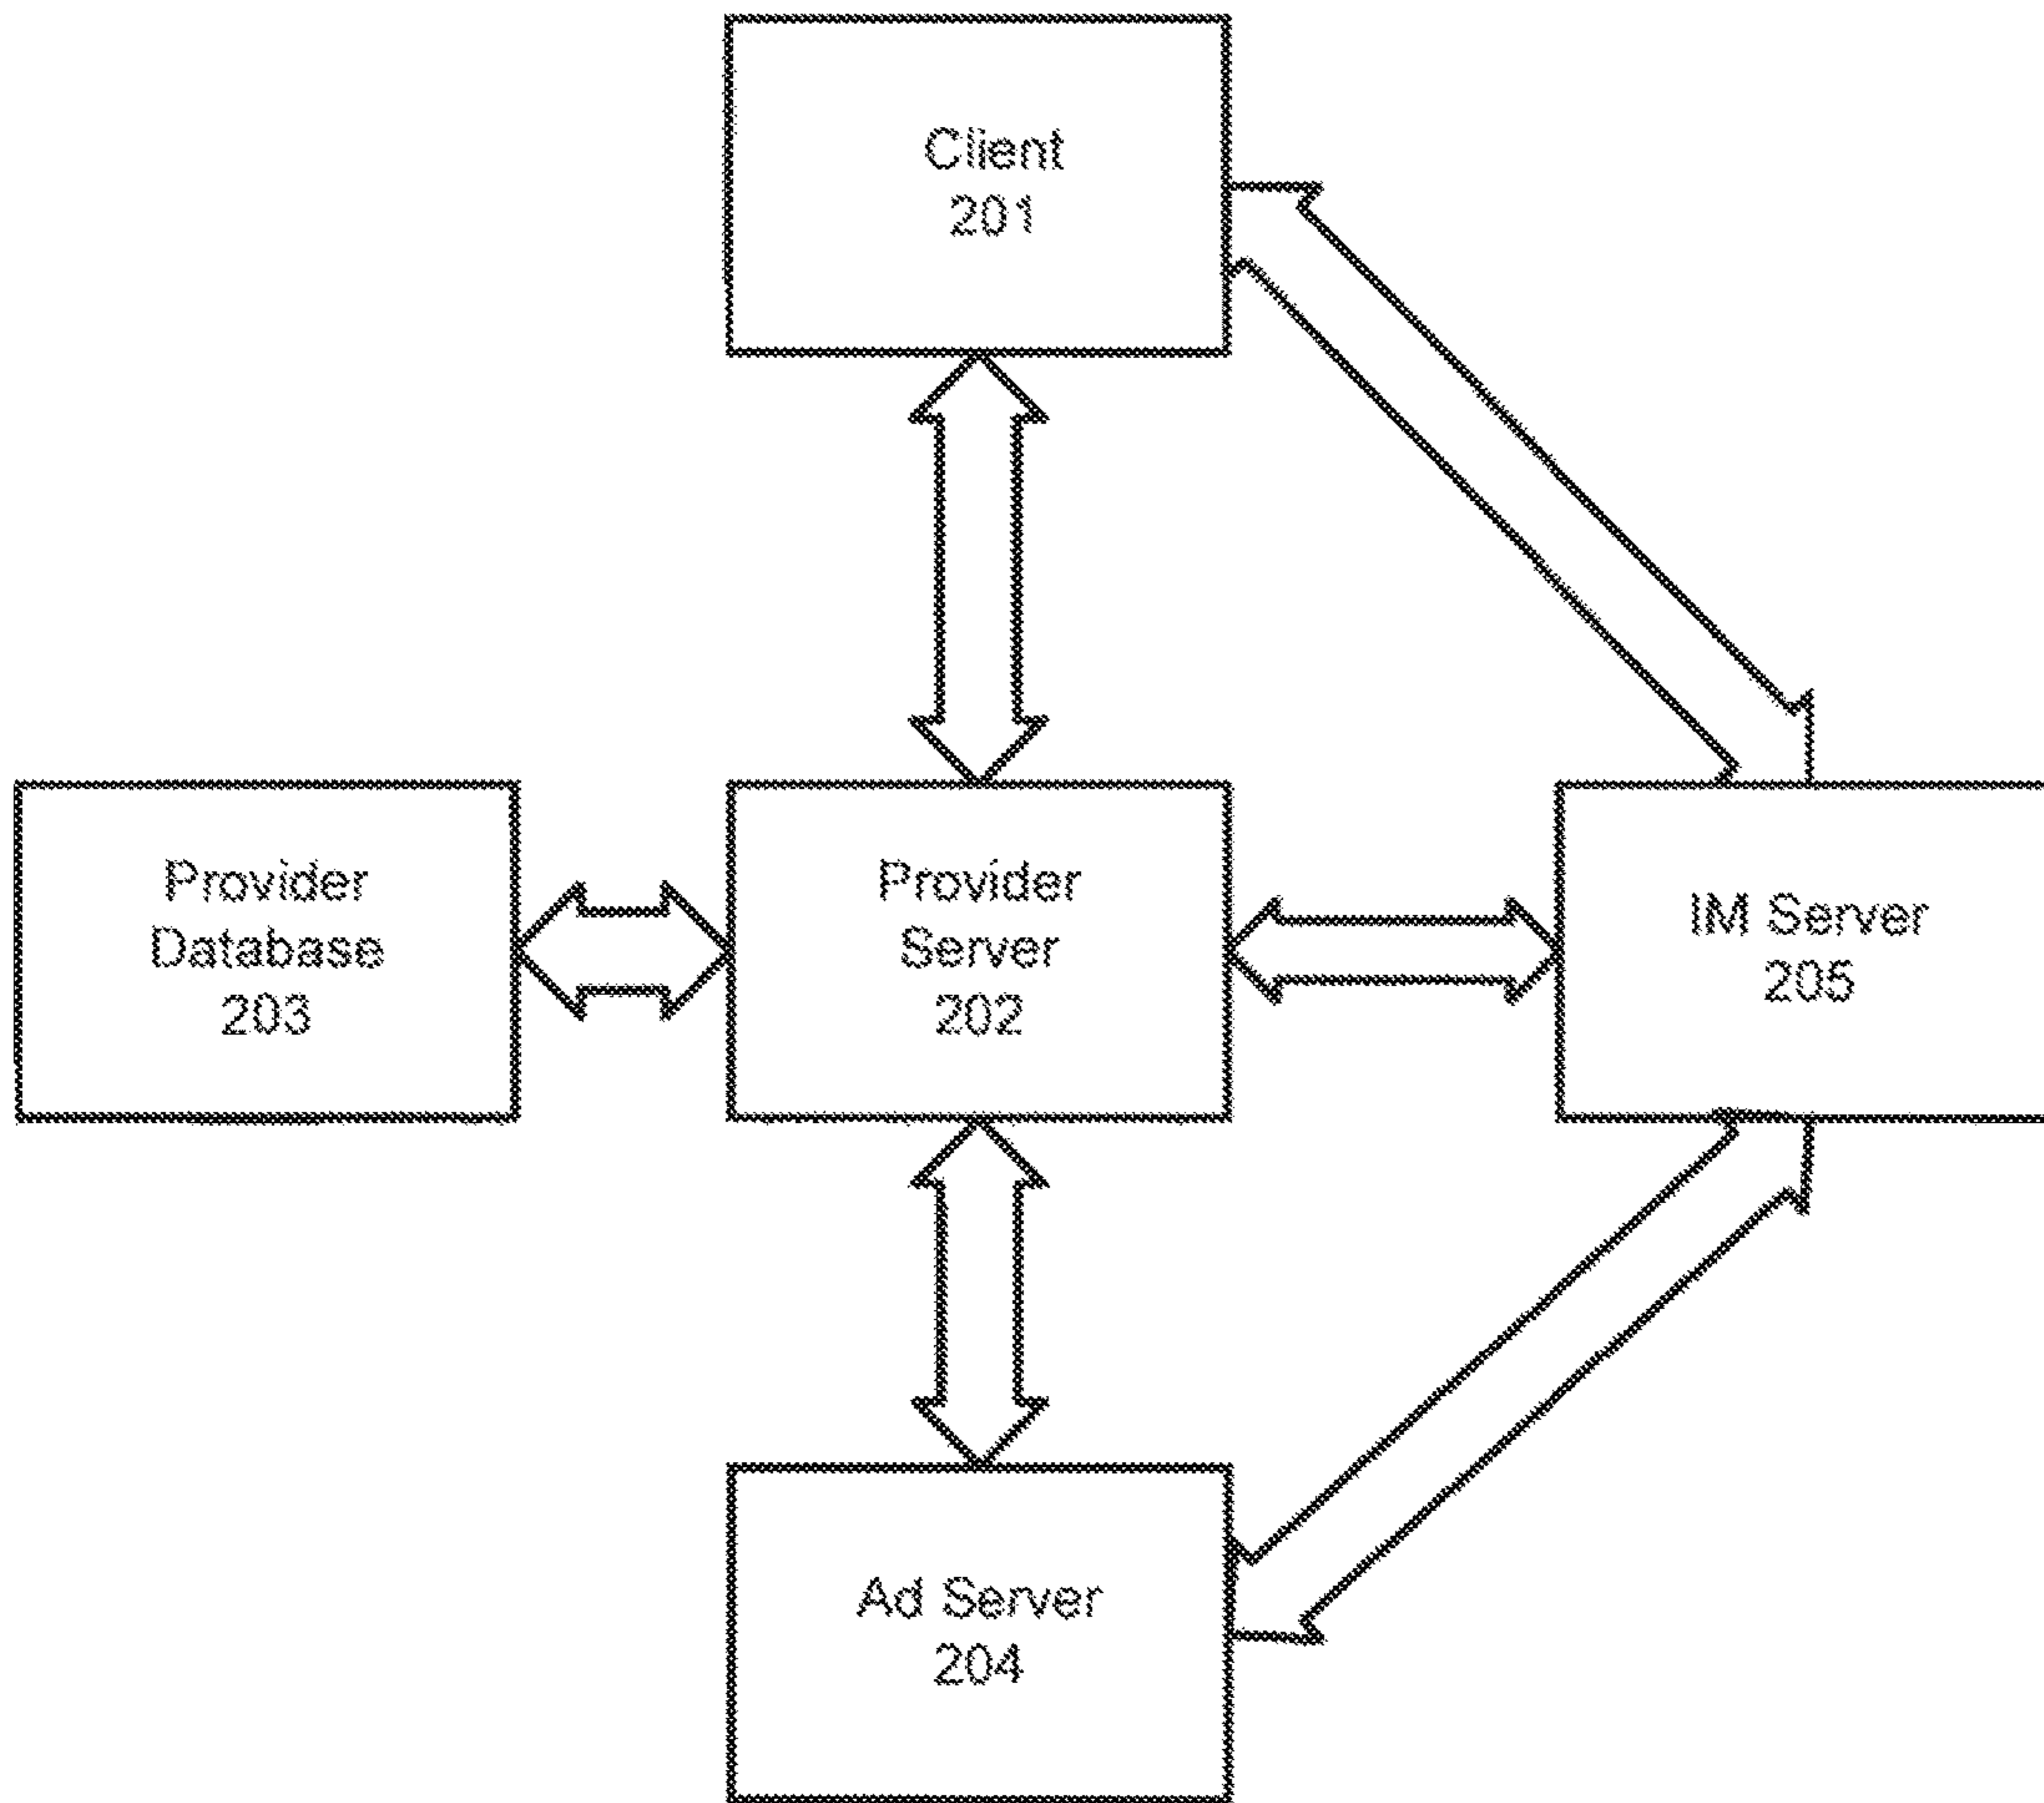 Client
201
Provider
Database
203
Provider
Server
202
IM Server
205
Ad Server
204